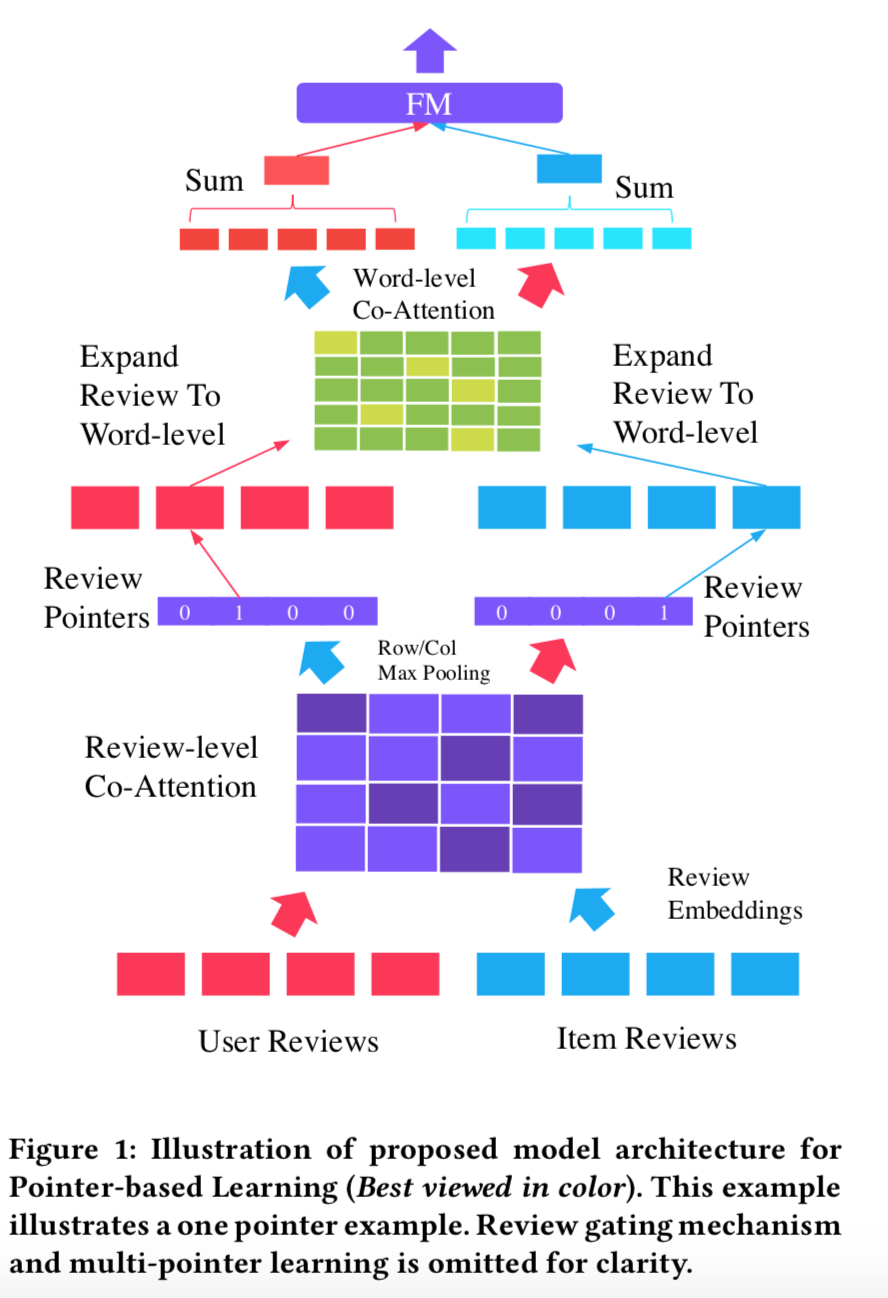 FM
Sum
Sum
Word-level
Co-Attention
Expand
Review To
Word-level
Expand
Review To
Word-level
Review
Pointers
0 1 0 0
0 0 0 1
Review
Pointers
Row/Col
Max Pooling
Review-level
Co-Attention
Review
Embeddings
User Reviews
Item Reviews
Figure 1: Illustration of proposed model architecture for
Pointer-based Learning (Best viewed in color). This example
illustrates a one pointer example. Review gating mechanism
and multi-pointer learning is omitted for clarity.